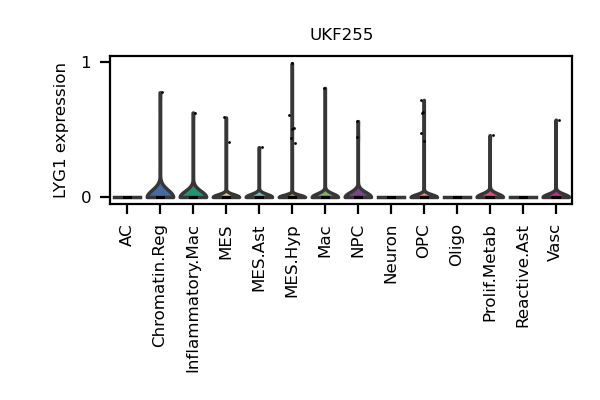 UKF255
LYG1 expression
1
0
AC
Chromatin.Reg
Inflammatory.Mac
MES
MES.Ast
MES.Hyp
Mac
NPC
Neuron
OPC
Oligo
Prolif.Metab
Reactive.Ast
Vasc